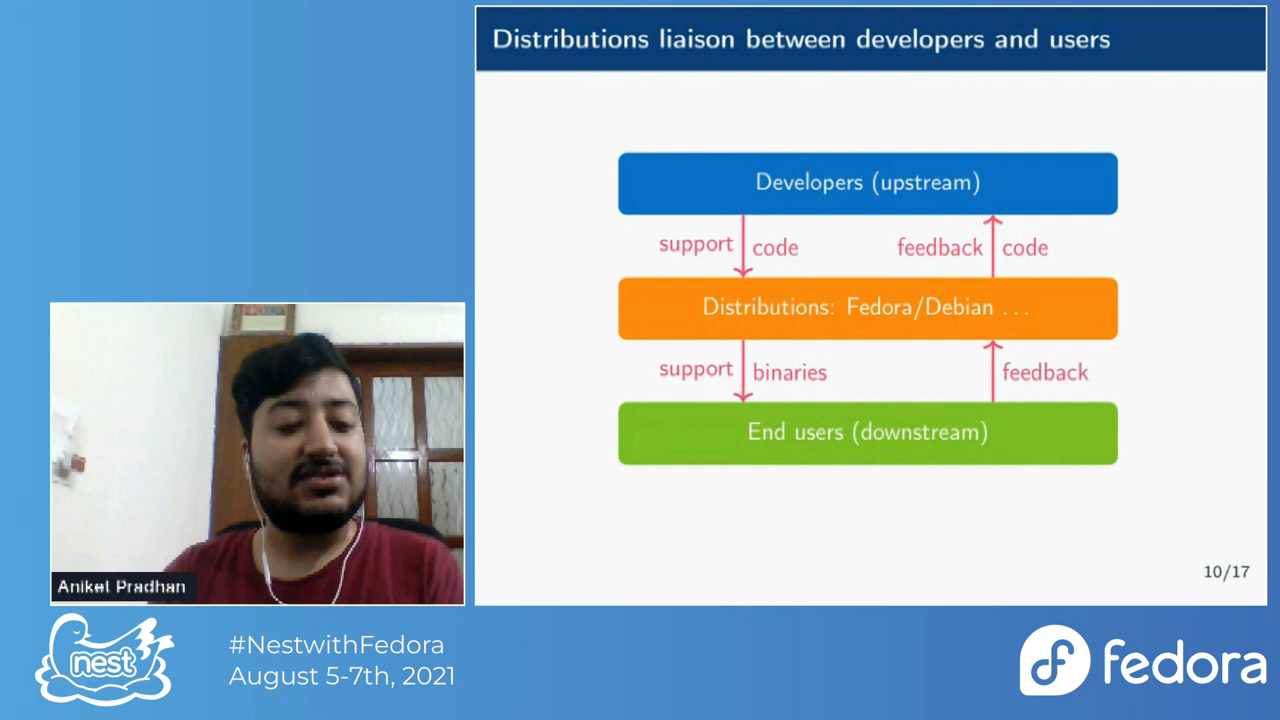 Distributions liaison between developers and users
Developers (upstream)
support code feedback code
Distributions: Fedora/Debian ...
support binaries feedback
End users (downstream)
10/17
Aniket Pradhan
nest
#NestwithFedora
August 5-7th, 2021
fedora